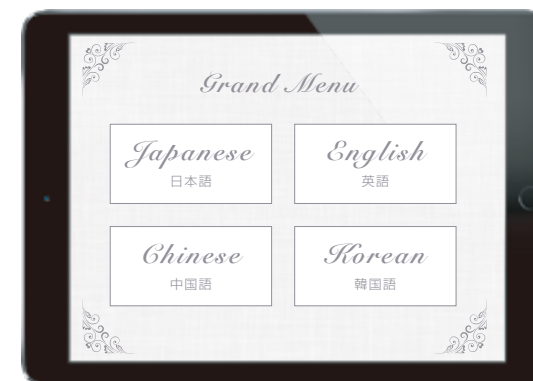 Grand Menu
Japanese
日本語
English
英語
Chinese
中国語
Korean
韓国語